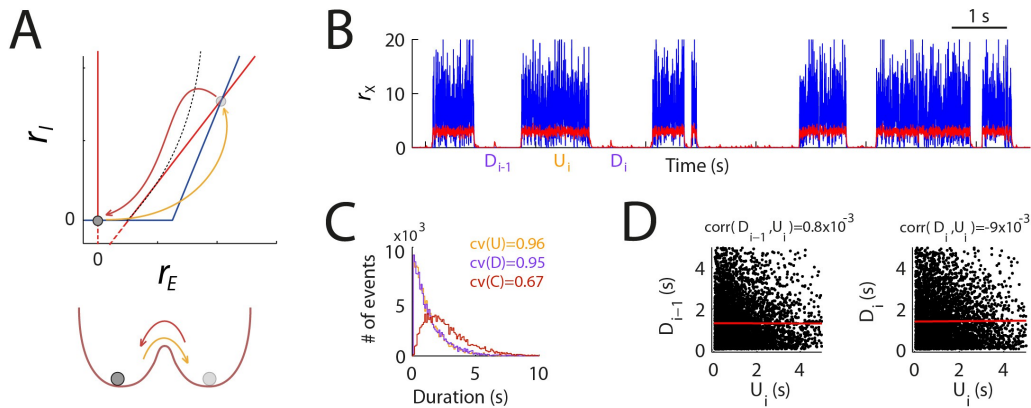 A
r_I
0
0
r_E
B
1 s
20
10
0
r_x
D_{i-1}
U_i
D_i
Time (s)
C
x10^3
10
5
0
# of events
cv(U)=0.96
cv(D)=0.95
cv(C)=0.67
0
5
10
Duration (s)
D
corr( D_{i-1} ,U_i )=0.8x10^{-3}
4
2
0
D_{i-1} (s)
0 2 4
U_i (s)
corr( D_i ,U_i )=-9x10^{-3}
4
2
0
D_i (s)
0 2 4
U_i (s)